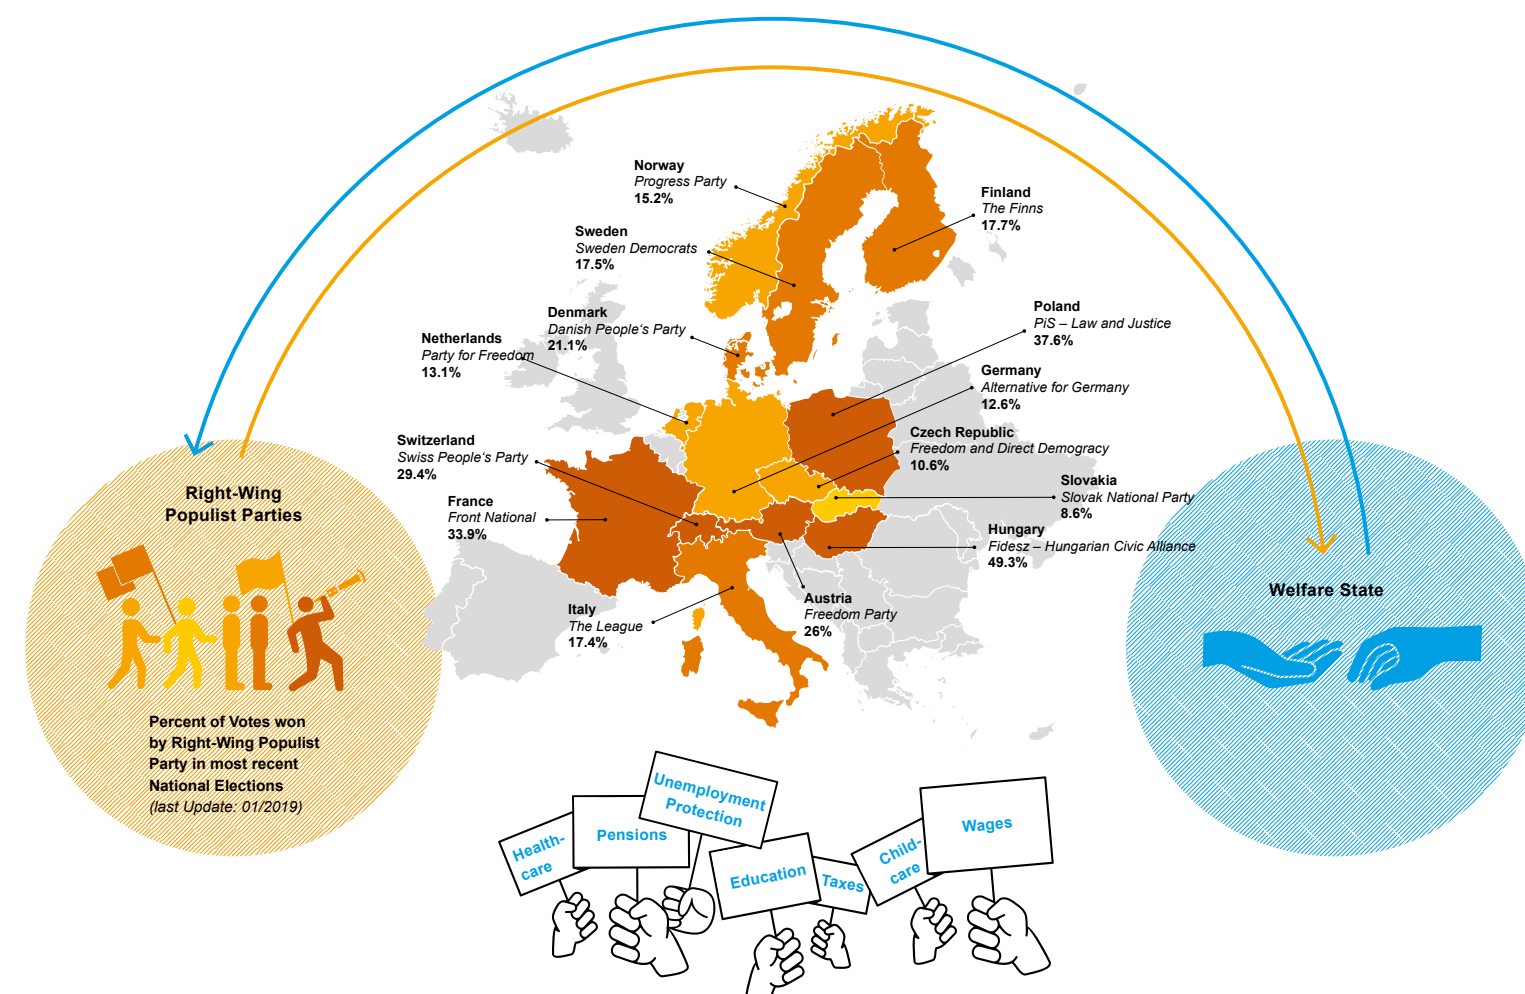 Norway
Progress Party
15.2%
Finland
The Finns
17.7%
Sweden
Sweden Democrats
17.5%
Denmark
Danish People‘s Party
21.1%
Poland
PiS – Law and Justice
37.6%
Netherlands
Party for Freedom
13.1%
Germany
Alternative for Germany
12.6%
Czech Republic
Freedom and Direct Democracy
10.6%
Switzerland
Swiss People‘s Party
29.4%
Slovakia
Slovak National Party
8.6%
France
Front National
33.9%
Hungary
Fidesz – Hungarian Civic Alliance
49.3%
Austria
Freedom Party
26%
Italy
The League
17.4%
Right-Wing
Populist Parties
Percent of Votes won
by Right-Wing Populist
Party in most recent
National Elections
(last Update: 01/2019)
Welfare State
Health-
care
Pensions
Unemployment
Protection
Education
Taxes
Child-
care
Wages